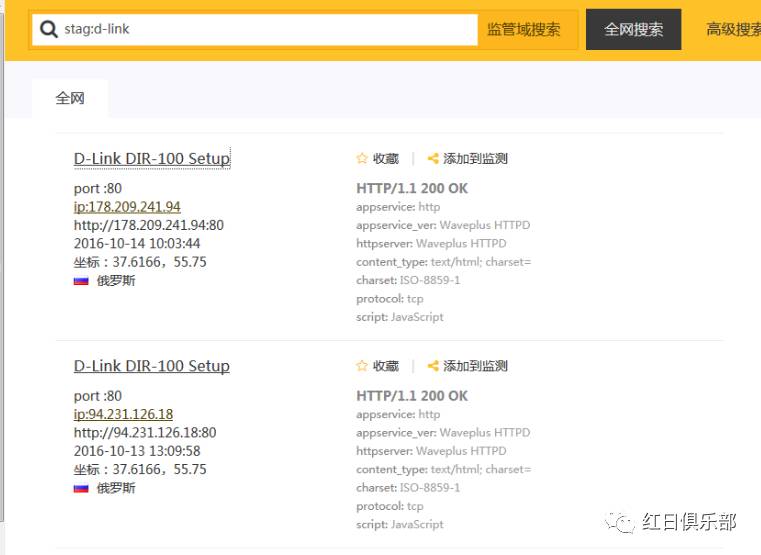 stag:d-link
监管域搜索
全网搜索
高级搜索
全网
D-Link DIR-100 Setup
收藏 | 添加到监测
port :80
ip:178.209.241.94
http://178.209.241.94:80
2016-10-14 10:03:44
坐标：37.6166，55.75
俄罗斯
HTTP/1.1 200 OK
appservice: http
appservice_ver: Waveplus HTTPD
httpserver: Waveplus HTTPD
content_type: text/html; charset=
charset: ISO-8859-1
protocol: tcp
script: JavaScript
D-Link DIR-100 Setup
收藏 | 添加到监测
port :80
ip:94.231.126.18
http://94.231.126.18:80
2016-10-13 13:09:58
坐标：37.6166，55.75
俄罗斯
HTTP/1.1 200 OK
appservice: http
appservice_ver: Waveplus HTTPD
httpserver: Waveplus HTTPD
content_type: text/html; charset=
charset: ISO-8859-1
protocol: tcp
script: JavaScript
红日俱乐部